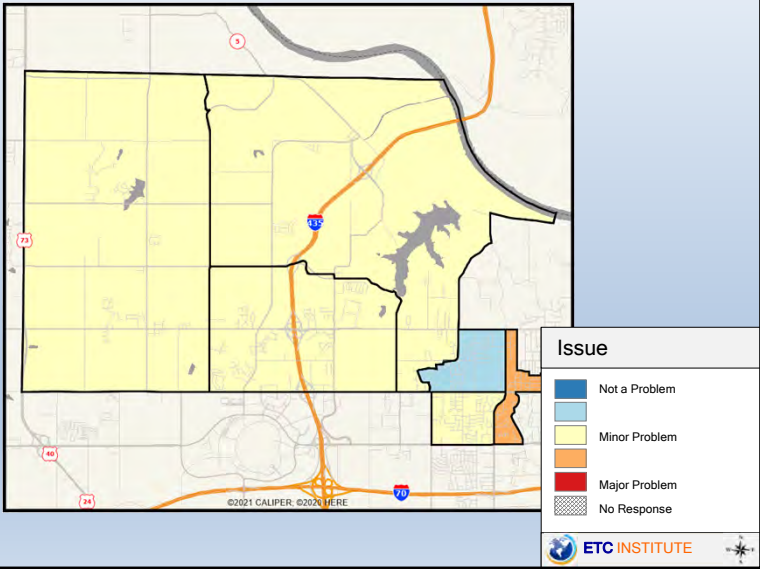 5
435
73
Issue
Not a Problem
Minor Problem
Major Problem
No Response
40
24
70
©2021 CALIPER; ©2020 HERE
ETC INSTITUTE